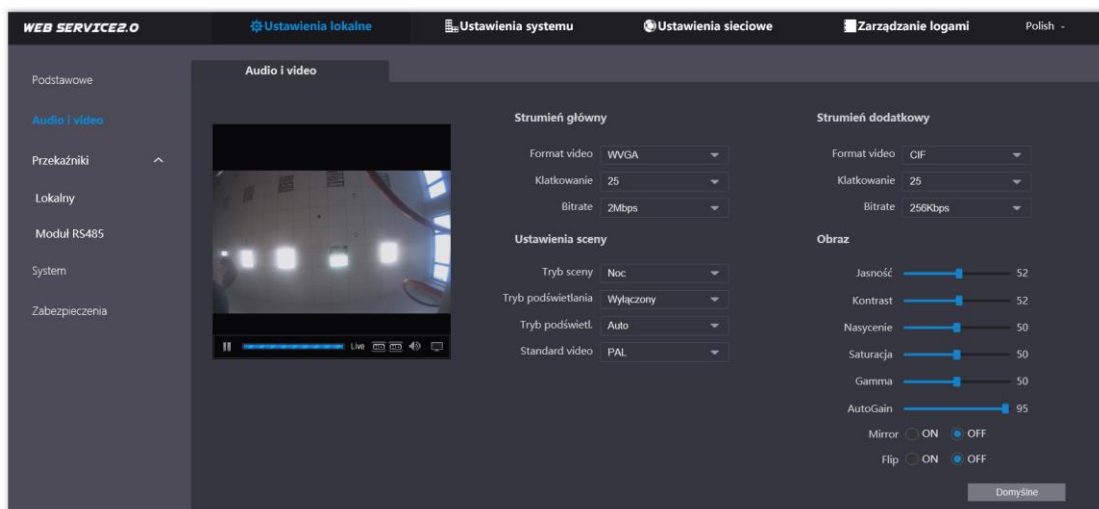 WEB SERVICE2.0
Ustawienia lokalne
Ustawienia systemu
Ustawienia sieciowe
Zarządzanie logami
Polish
Podstawowe
Audio i video
Przekaźniki
Lokalny
Moduł RS485
System
Zabezpieczenia
Audio i video
Live
Strumień główny
Format video WVGA
Klatkowanie 25
Bitrate 2Mbps
Ustawienia sceny
Tryb sceny Noc
Tryb podświetlania Wyłączony
Tryb podświetl. Auto
Standard video PAL
Strumień dodatkowy
Format video CIF
Klatkowanie 25
Bitrate 256Kbps
Obraz
Jasność 52
Kontrast 52
Nasycenie 50
Saturacja 50
Gamma 50
AutoGain 95
Mirror ON OFF
Flip ON OFF
Domyślne